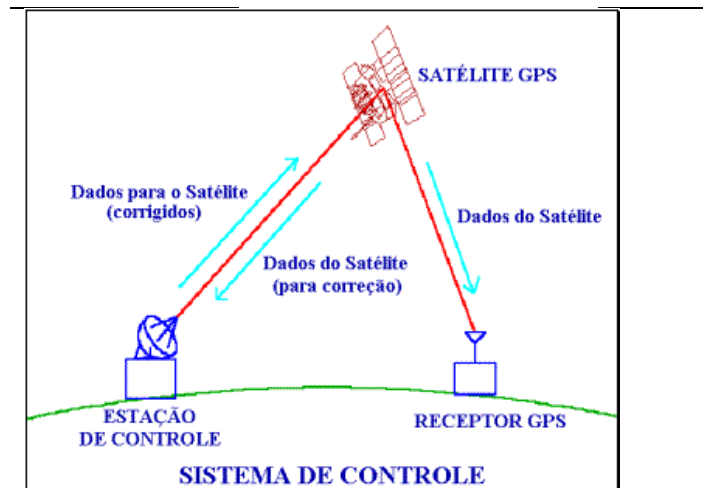 SATÉLITE GPS
Dados para o Satélite
(corrigidos)
Dados do Satélite
Dados do Satélite
(para correção)
ESTAÇÃO
DE CONTROLE
RECEPTOR GPS
SISTEMA DE CONTROLE